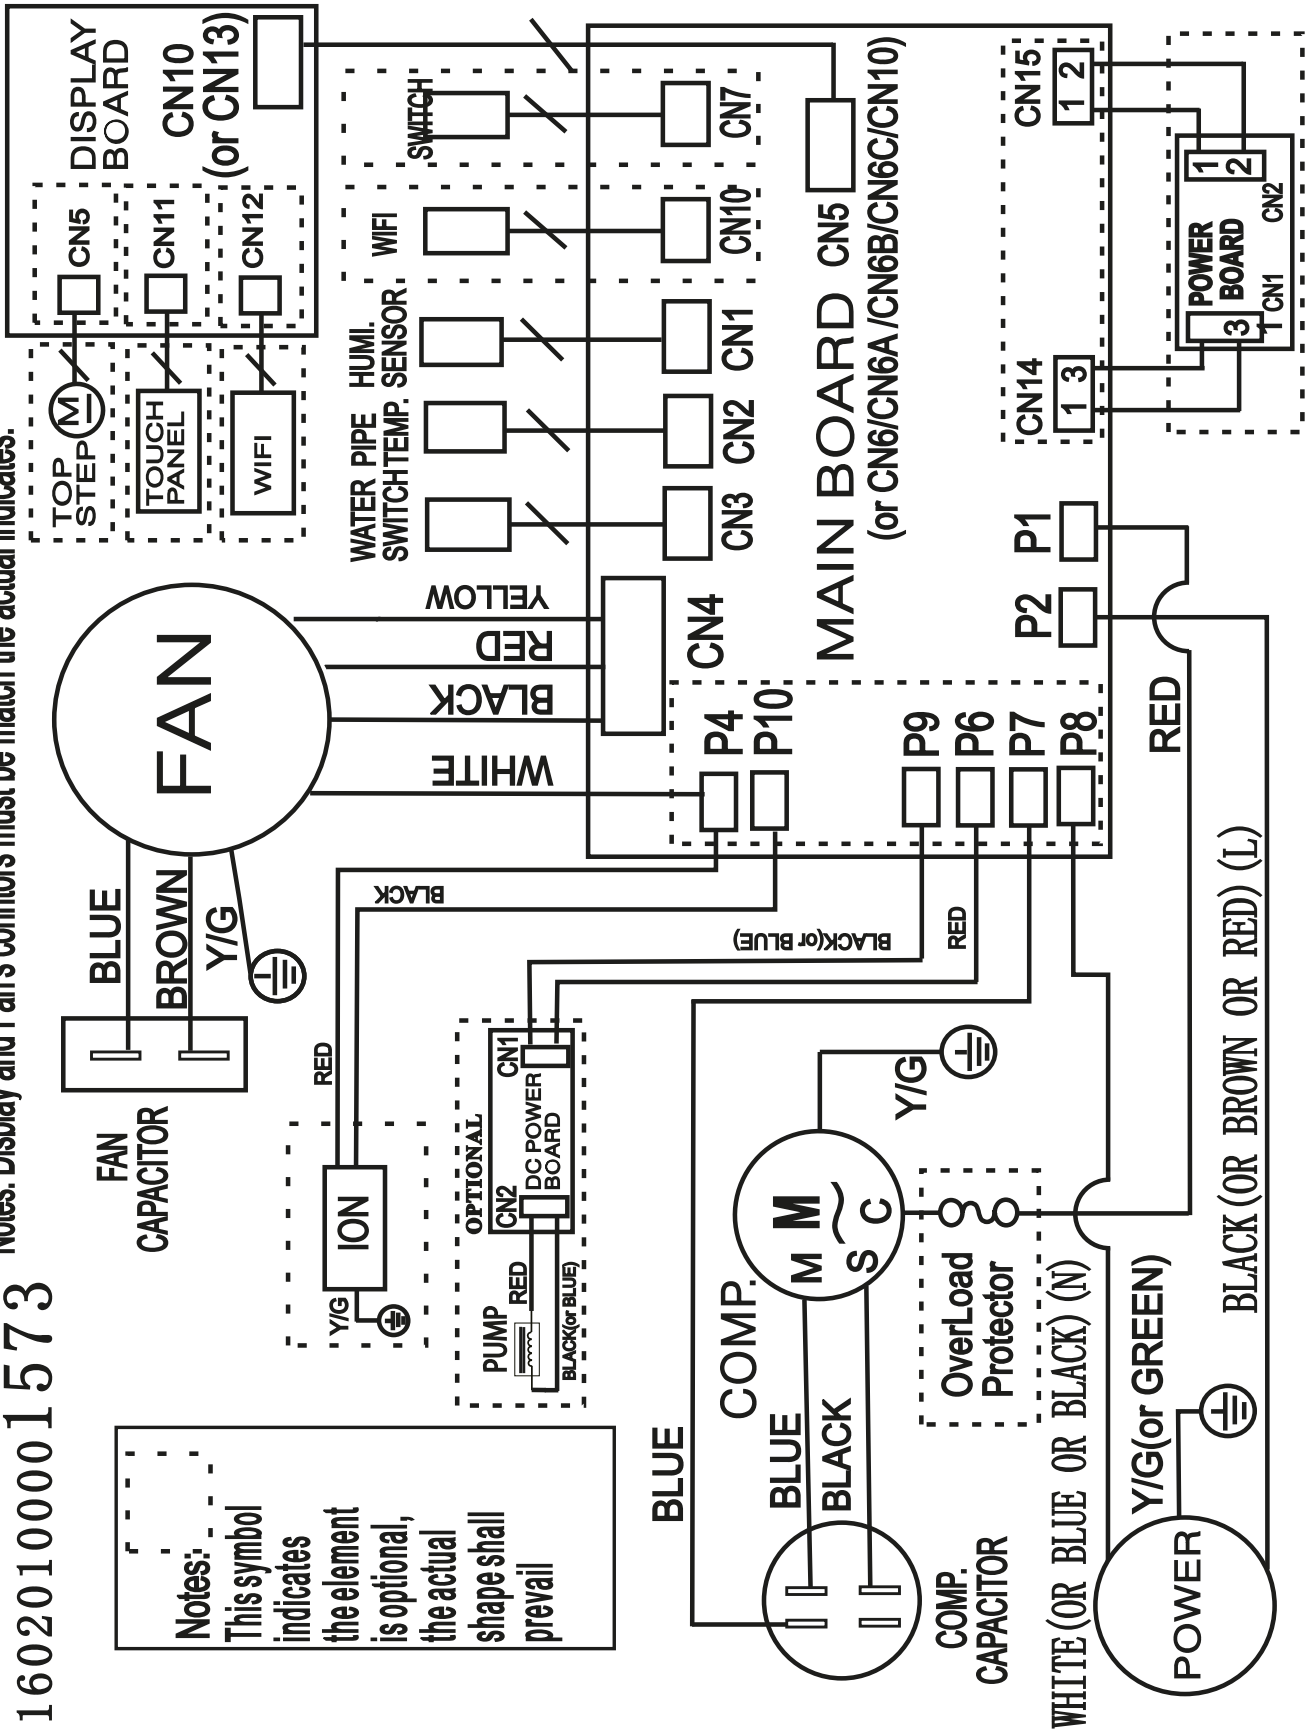 16020100001573
Notes: Display and Fan's conntors must be match the actual indicates.
Notes:
This symbol
indicates
the element
is optional,
the actual
shape shall
prevail
FAN
CAPACITOR
BLUE
BROWN
Y/G
FAN
YELLOW
RED
BLACK
WHITE
TOP
STEP
M
TOUCH
PANEL
WIFI
CN5
CN11
CN12
DISPLAY
BOARD
CN10
(or CN13)
SWITCH
WIFI
HUMI.
SENSOR
WATER PIPE
SWITCH TEMP.
CN7
CN10
CN1
CN2
CN3
CN4
MAIN BOARD CN5
(or CN6/CN6A /CN6B/CN6C/CN10)
P4
P10
P9
P6
P7
P8
P2
P1
CN14
1 3
CN15
1 2
POWER
BOARD
CN1
CN2
3
1
1
2
ION
Y/G
RED
BLACK
BLACK(or BLUE)
RED
OPTIONAL
CN2
CN1
DC POWER
BOARD
PUMP
RED
BLACK(or BLUE)
COMP.
M
M
~
S
C
Y/G
OverLoad
Protector
BLUE
BLUE
BLACK
COMP.
CAPACITOR
RED
WHITE(OR BLUE OR BLACK)(N)
Y/G(or GREEN)
BLACK(OR BROWN OR RED)(L)
POWER